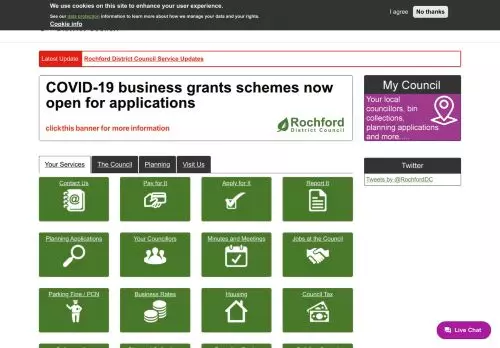 We use cookies on this site to enhance your user experience.
See our data protection information to learn more about how we manage your data and your rights.
Cookie info
I agree
No thanks
Latest Update
Rochford District Council Service Updates
COVID-19 business grants schemes now
open for applications
click this banner for more information
Rochford
District Council
My Council
Your local
councillors, bin
collections,
planning applications
and more.....
Your Services
The Council
Planning
Visit Us
Twitter
Tweets by @RochfordDC
Contact Us
Pay for It
Apply for It
Report It
Planning Applications
Your Councillors
Minutes and Meetings
Jobs at the Council
Parking Fine / PCN
Business Rates
Housing
Council Tax
Live Chat